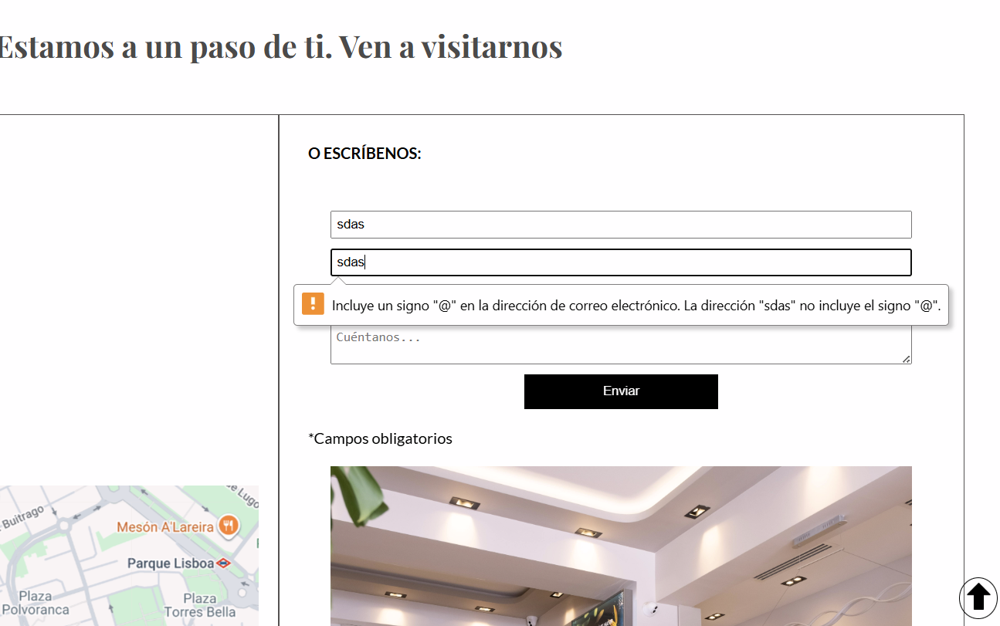 Estamos a un paso de ti. Ven a visitarnos
O ESCRÍBENOS:
sdas
sdas
Incluye un signo "@" en la dirección de correo electrónico. La dirección "sdas" no incluye el signo "@".
Cuéntanos...
Enviar
*Campos obligatorios
e Lugo
Buitrago
Mesón A'Lareira
Parque Lisboa
Plaza
Polvoranca
Plaza
Torres Bella